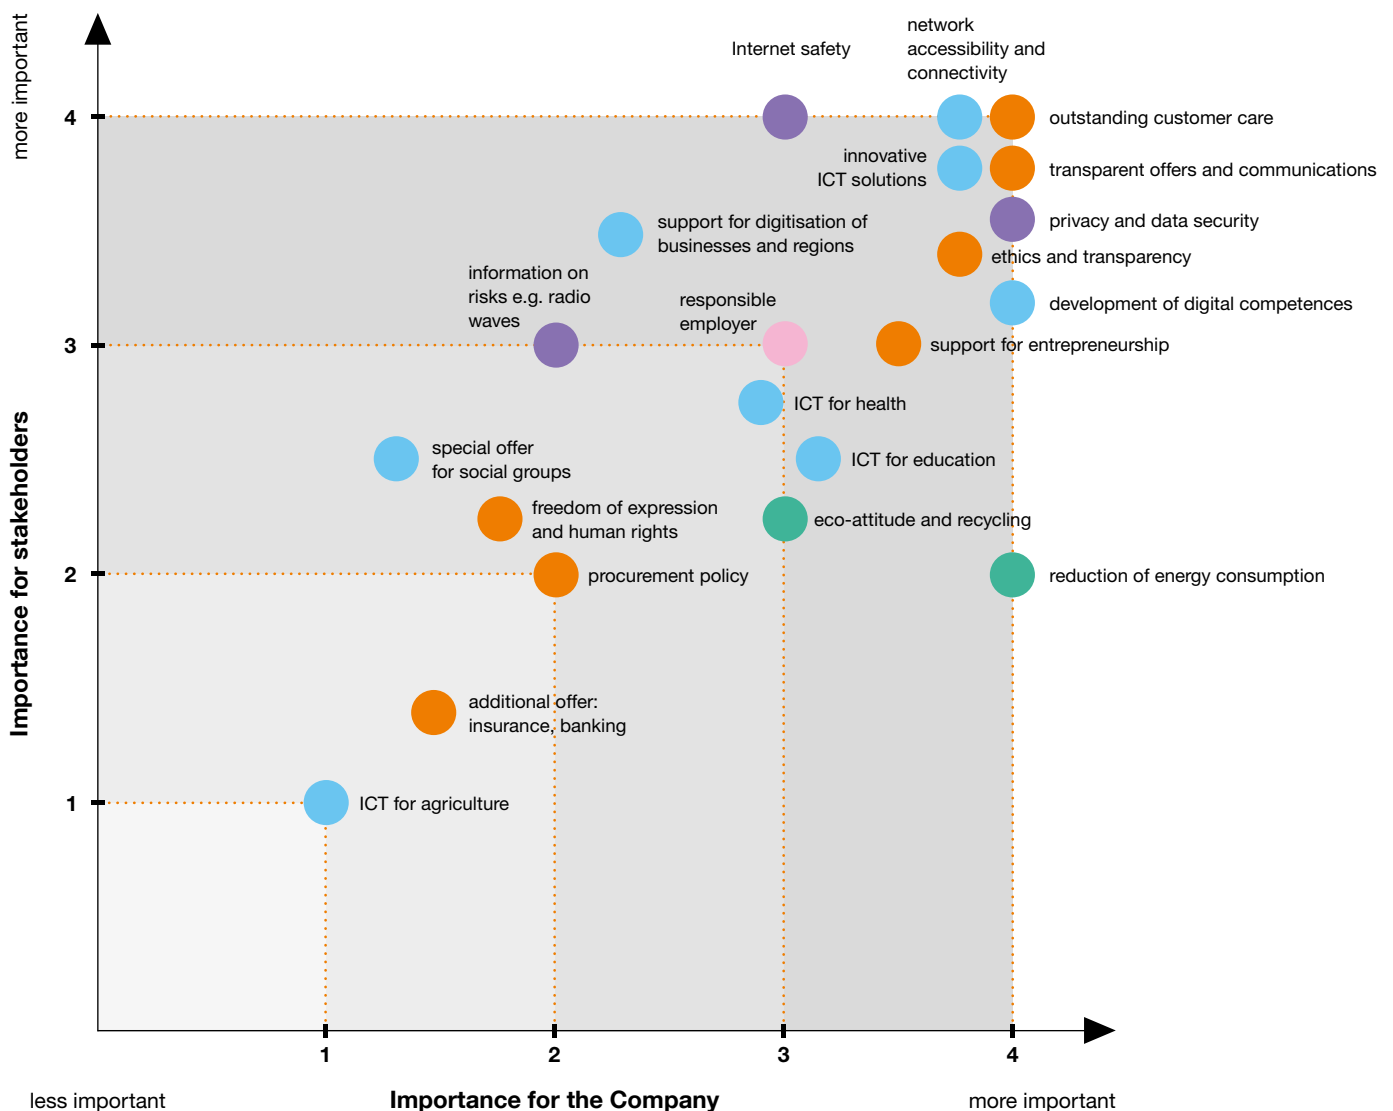 more important
Importance for stakeholders
network
accessibility and
connectivity
Internet safety
4
outstanding customer care
innovative
ICT solutions
transparent offers and communications
support for digitisation of
businesses and regions
privacy and data security
ethics and transparency
information on
risks e.g. radio
waves
responsible
employer
development of digital competences
3
support for entrepreneurship
ICT for health
special offer
for social groups
ICT for education
freedom of expression
and human rights
eco-attitude and recycling
2
procurement policy
reduction of energy consumption
additional offer:
insurance, banking
1
ICT for agriculture
1
2
3
4
less important
Importance for the Company
more important